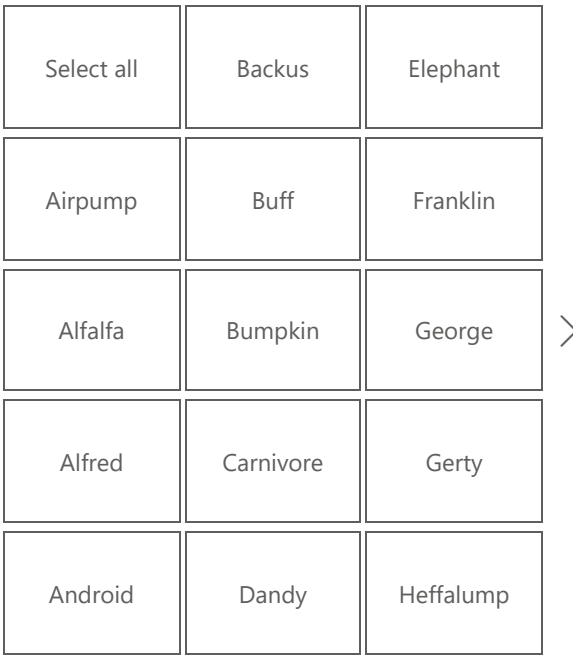 Select all
Backus
Elephant
Airpump
Buff
Franklin
Alfalfa
Bumpkin
George
Alfred
Carnivore
Gerty
Android
Dandy
Heffalump